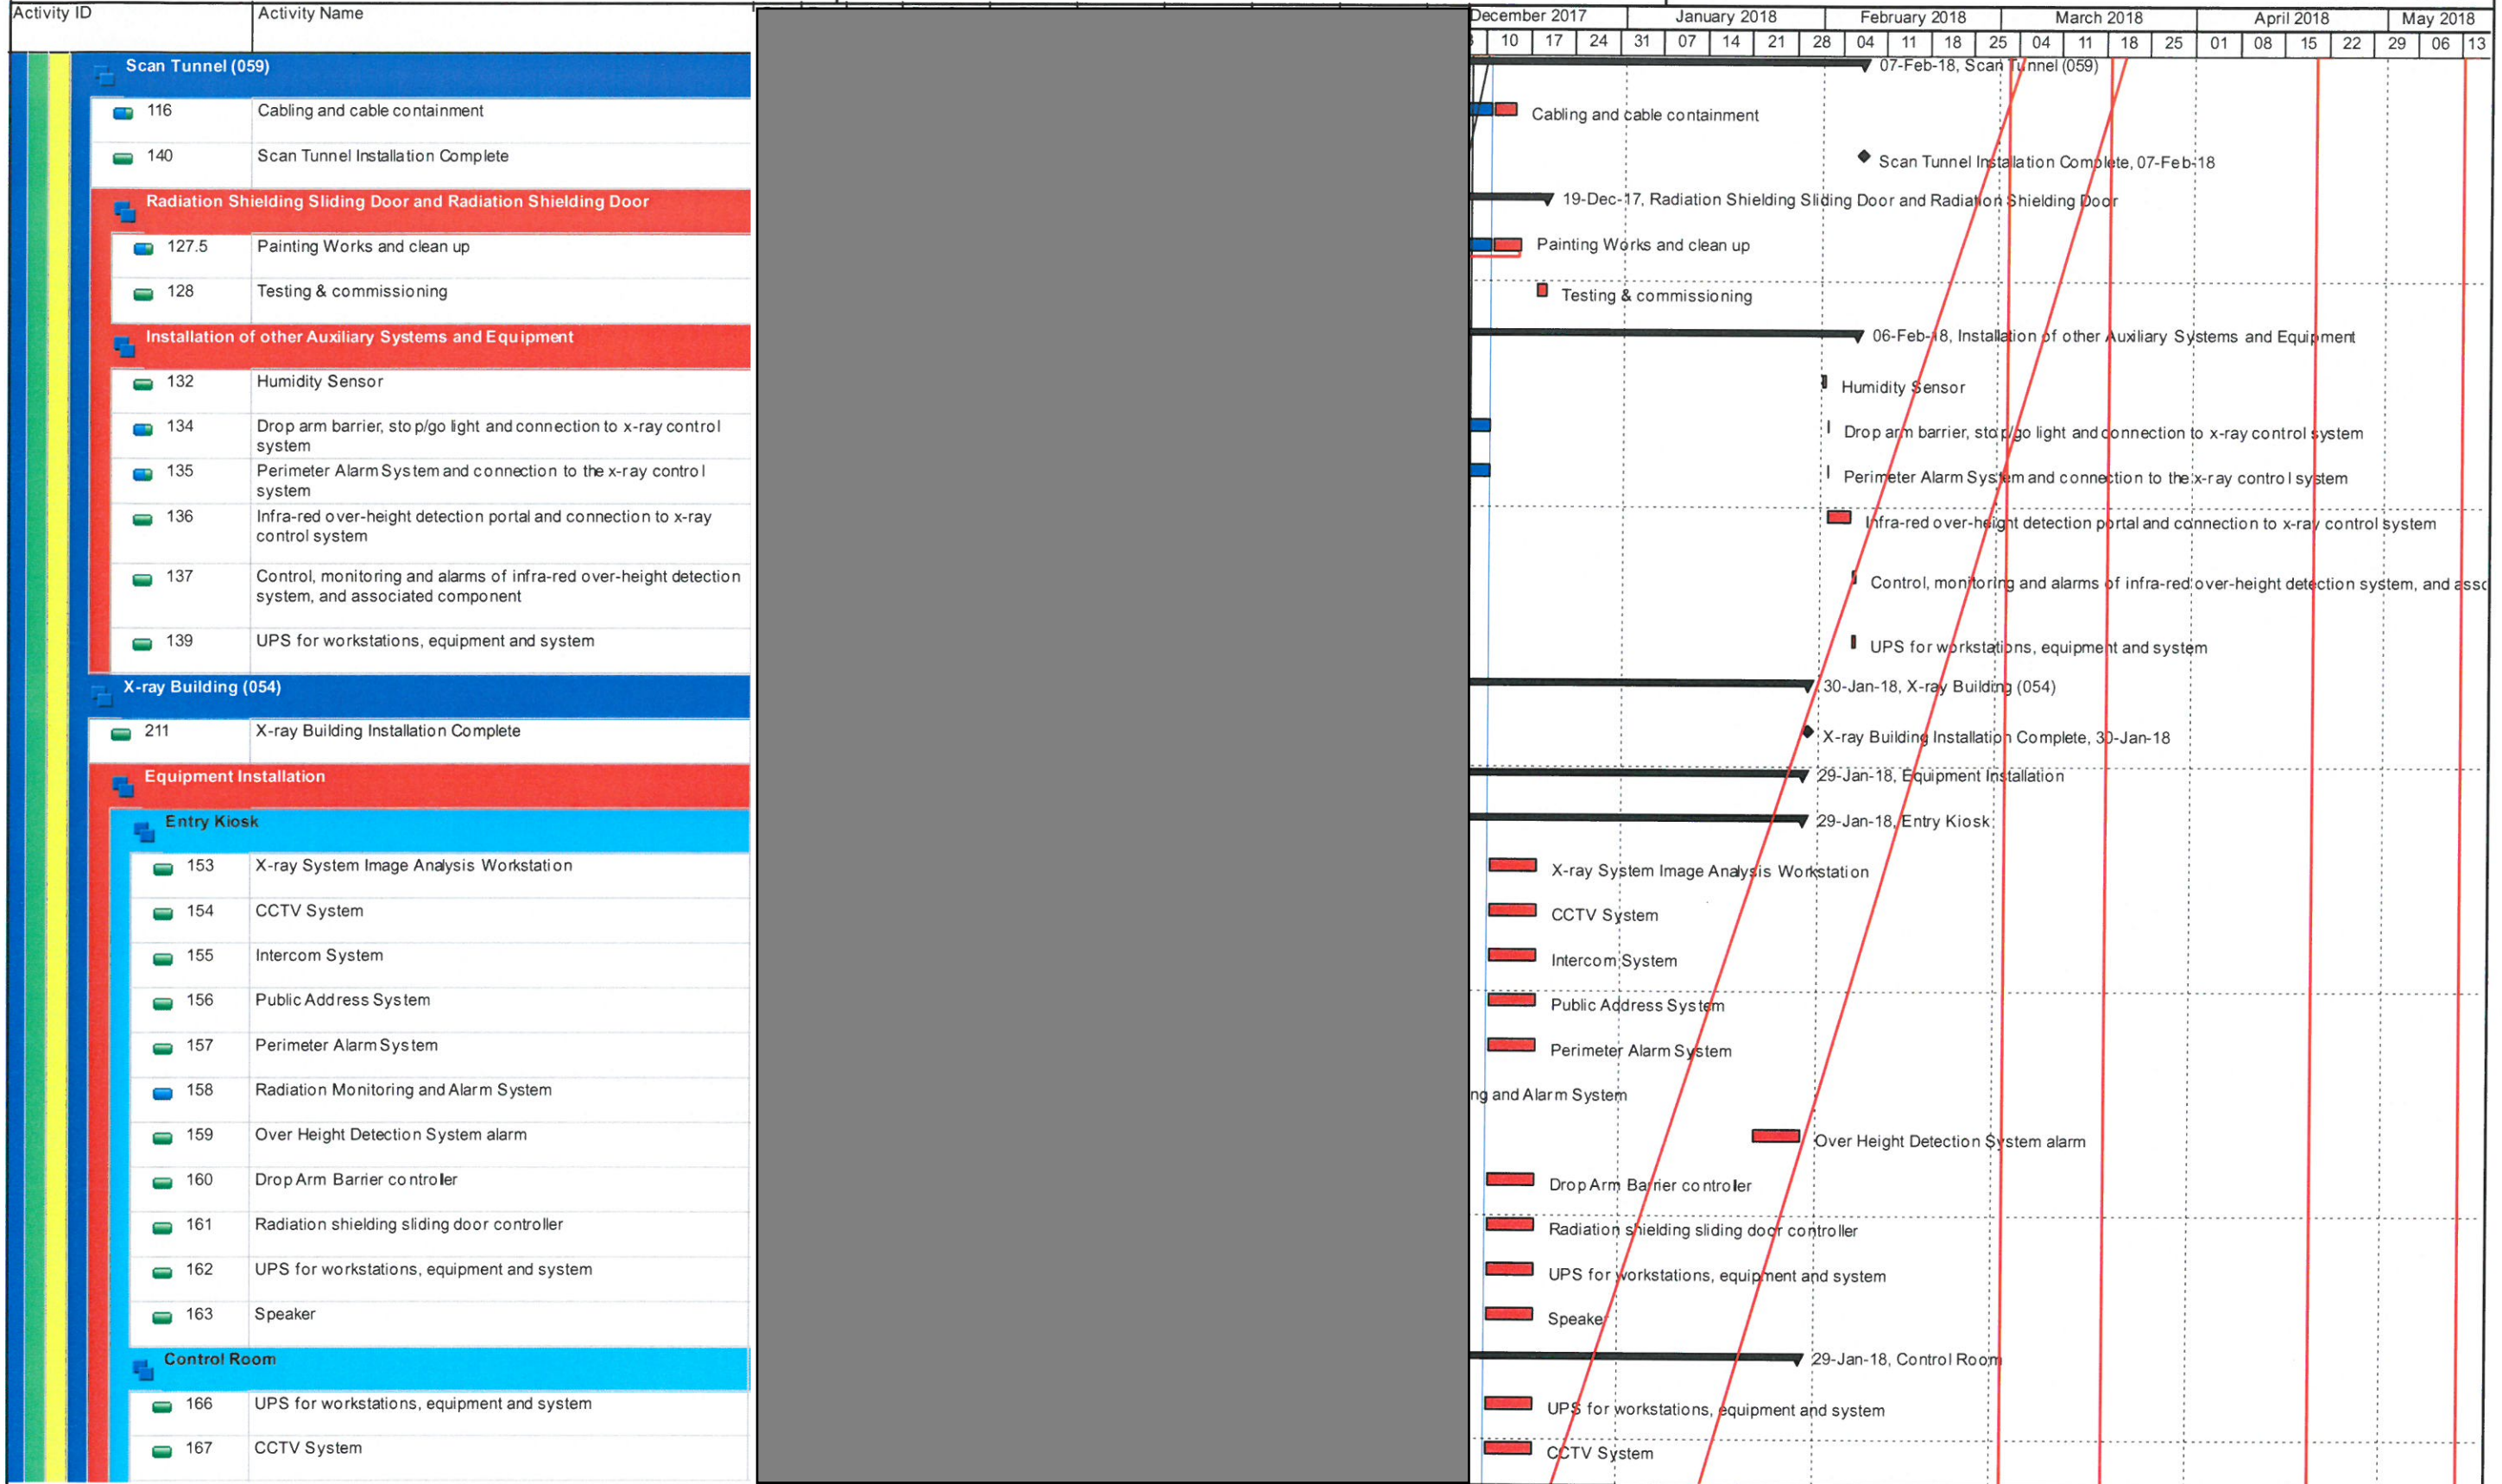 Activity ID Activity Name December 2017 January 2018 February 2018 March 2018 April 2018 May 2018
10 17 24 31 07 14 21 28 04 11 18 25 04 11 18 25 01 08 15 22 29 06 13
Scan Tunnel (059) 07-Feb-18, Scan Tunnel (059)
116 Cabling and cable containment Cabling and cable containment
140 Scan Tunnel Installation Complete Scan Tunnel Installation Complete, 07-Feb-18
Radiation Shielding Sliding Door and Radiation Shielding Door 19-Dec-17, Radiation Shielding Sliding Door and Radiation Shielding Door
127.5 Painting Works and clean up Painting Works and clean up
128 Testing & commissioning Testing & commissioning
Installation of other Auxiliary Systems and Equipment 06-Feb-18, Installation of other Auxiliary Systems and Equipment
132 Humidity Sensor Humidity Sensor
134 Drop arm barrier, stop/go light and connection to x-ray control Drop arm barrier, stop/go light and connection to x-ray control system
system
135 Perimeter Alarm System and connection to the x-ray control Perimeter Alarm System and connection to the x-ray control system
system
136 Infra-red over-height detection portal and connection to x-ray Infra-red over-height detection portal and connection to x-ray control system
control system
137 Control, monitoring and alarms of infra-red over-height detection Control, monitoring and alarms of infra-red over-height detection system, and asso
system, and associated component
139 UPS for workstations, equipment and system UPS for workstations, equipment and system
X-ray Building (054) 30-Jan-18, X-ray Building (054)
211 X-ray Building Installation Complete X-ray Building Installation Complete, 30-Jan-18
Equipment Installation 29-Jan-18, Equipment Installation
Entry Kiosk 29-Jan-18, Entry Kiosk
153 X-ray System Image Analysis Workstation X-ray System Image Analysis Workstation
154 CCTV System CCTV System
155 Intercom System Intercom System
156 Public Address System Public Address System
157 Perimeter Alarm System Perimeter Alarm System
158 Radiation Monitoring and Alarm System ng and Alarm System
159 Over Height Detection System alarm Over Height Detection System alarm
160 Drop Arm Barrier controller Drop Arm Barrier controller
161 Radiation shielding sliding door controller Radiation shielding sliding door controller
162 UPS for workstations, equipment and system UPS for workstations, equipment and system
163 Speaker Speaker
Control Room 29-Jan-18, Control Room
166 UPS for workstations, equipment and system UPS for workstations, equipment and system
167 CCTV System CCTV System